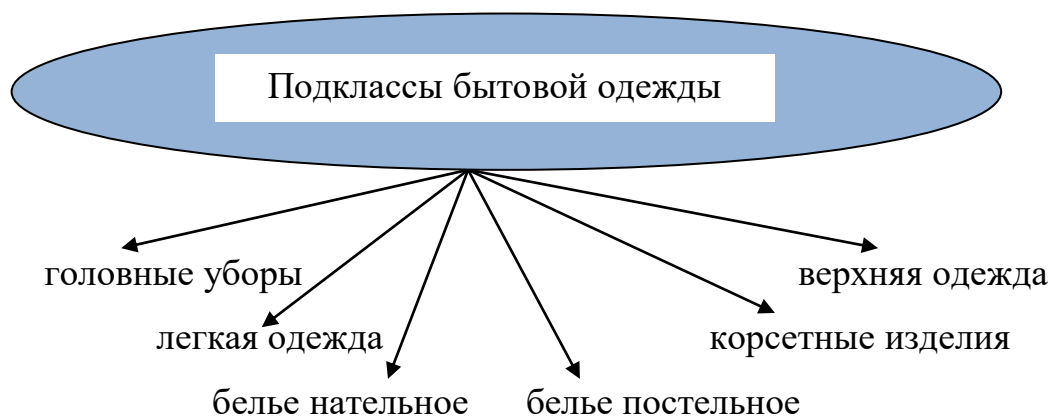 Подклассы бытовой одежды
головные уборы
верхняя одежда
легкая одежда
корсетные изделия
белье нательное
белье постельное